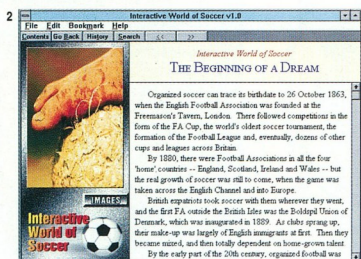 2
Interactive World of Soccer v1.0
File Edit Bookmark Help
Contents Go Back History Search << >>
Interactive World of Soccer
THE BEGINNING OF A DREAM
Organized soccer can trace its birthdate to 26 October 1863,
when the English Football Association was founded at the
Freemason's Tavern, London. There followed competitions in the
form of the FA Cup, the world's oldest soccer tournament, the
formation of the Football League and, eventually, dozens of other
cups and leagues across Britain.
By 1880, there were Football Associations in all the four
'home' countries -- England, Scotland, Ireland and Wales -- but
the real growth of soccer was still to come, when the game was
taken across the English Channel and into Europe.
British expatriots took soccer with them wherever they went,
and the first FA outside the British Isles was the Boldspil Union of
Denmark, which was inaugurated in 1889. As clubs sprang up,
their make-up was largely of English immigrants at first. Then they
became mixed, and then totally dependent on home-grown talent.
By the early part of the 20th century, organized football was
IMAGES
Interactive
World of
Soccer